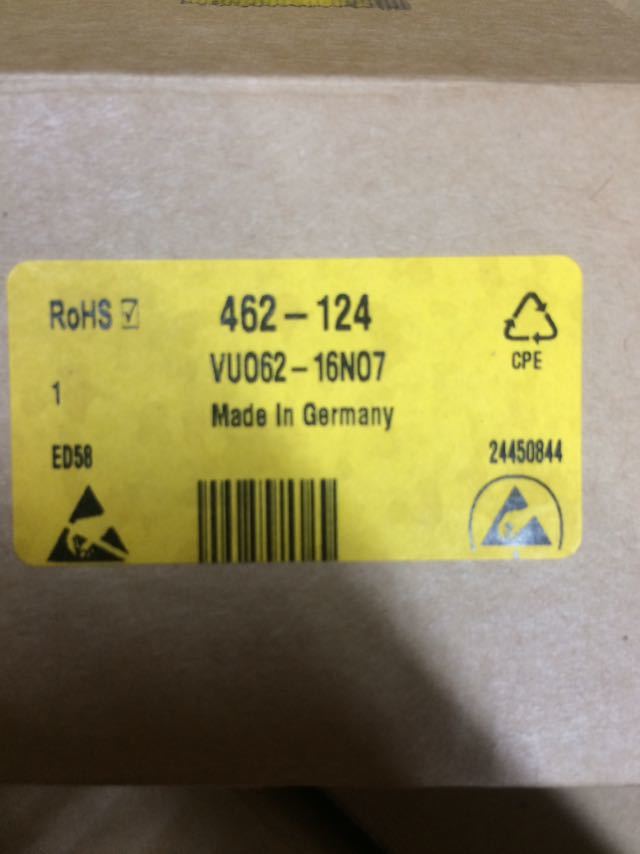 RoHS 462-124
VUO62-16NO7
CPE
1
Made In Germany
ED58
24450844